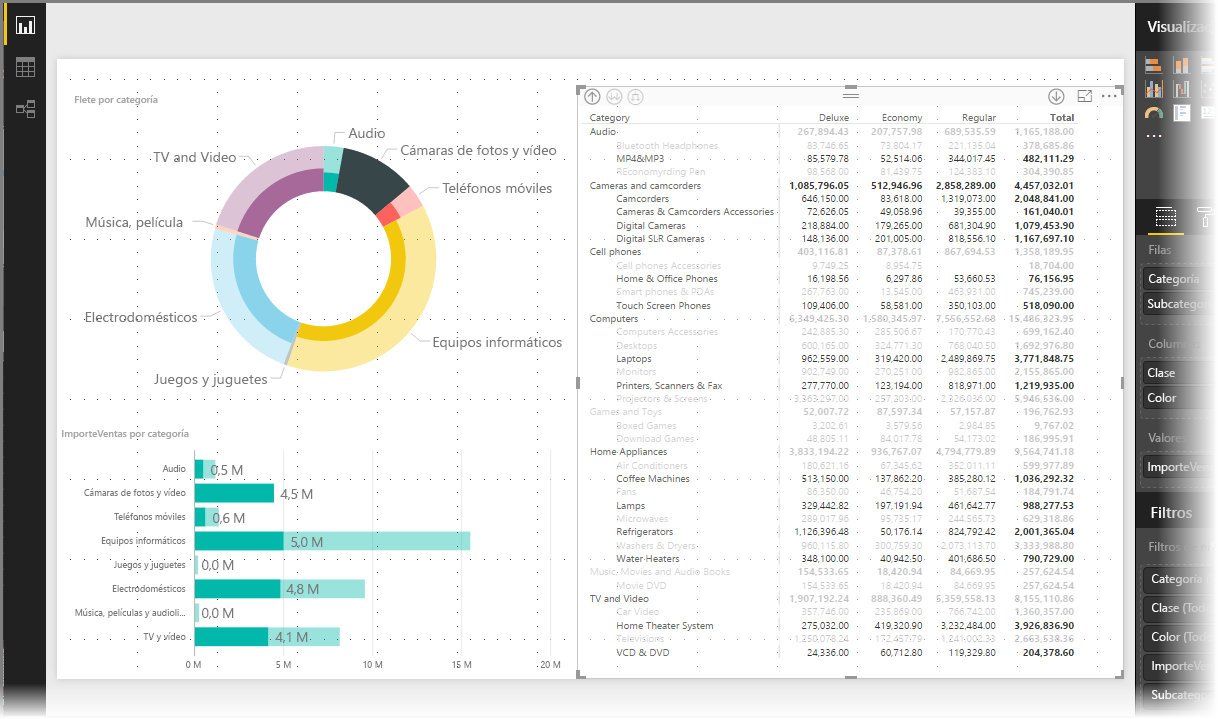 Visualizac
Flete por categoría
Audio
Cámaras de fotos y vídeo
TV and Video
Teléfonos móviles
Música, película
Electrodomésticos
Equipos informáticos
Juegos y juguetes
ImporteVentas por categoría
Audio 0,5 M
Cámaras de fotos y vídeo 4,5 M
Teléfonos móviles 0,6 M
Equipos informáticos 5,0 M
Juegos y juguetes 0,0 M
Electrodomésticos 4,8 M
Música, películas y audioli... 0,0 M
TV y vídeo 4,1 M
0 M 5 M 10 M 15 M 20 M
Category Deluxe Economy Regular Total
Audio 267,894.43 207,757.98 689,535.59 1,165,188.00
Bluetooth Headphones 83,746.65 73,804.17 221,135.04 378,685.86
MP4&MP3 85,579.78 52,514.06 344,017.45 482,111.29
REconomyrding Pen 98,568.00 81,439.75 124,383.10 304,390.85
Cameras and camcorders 1,085,796.05 512,946.96 2,858,289.00 4,457,032.01
Camcorders 646,150.00 83,618.00 1,319,073.00 2,048,841.00
Cameras & Camcorders Accessories 72,626.05 49,058.96 39,355.00 161,040.01
Digital Cameras 218,884.00 179,265.00 681,304.90 1,079,453.90
Digital SLR Cameras 148,136.00 201,005.00 818,556.10 1,167,697.10
Cell phones 403,116.81 87,378.61 867,694.53 1,358,189.95
Cell phones Accessories 9,749.25 8,954.75 18,704.00
Home & Office Phones 16,198.56 6,297.86 53,660.53 76,156.95
Smart phones & PDAs 267,763.00 13,545.00 463,931.00 745,239.00
Touch Screen Phones 109,406.00 58,581.00 350,103.00 518,090.00
Computers 6,349,425.30 1,580,345.97 7,556,552.68 15,486,323.95
Computers Accessories 242,885.30 285,506.67 170,770.43 699,162.40
Desktops 600,165.00 324,771.30 768,040.50 1,692,976.80
Laptops 962,559.00 319,420.00 2,489,869.75 3,771,848.75
Monitors 902,749.00 270,251.00 982,865.00 2,155,865.00
Printers, Scanners & Fax 277,770.00 123,194.00 818,971.00 1,219,935.00
Projectors & Screens 3,363,297.00 257,303.00 2,326,036.00 5,946,536.00
Games and Toys 52,007.72 87,597.34 57,157.87 196,762.93
Boxed Games 3,202.61 3,579.56 2,984.85 9,767.02
Download Games 48,805.11 84,017.78 54,173.02 186,995.91
Home Appliances 3,833,194.22 936,767.07 4,794,779.89 9,564,741.18
Air Conditioners 180,621.16 67,345.62 352,011.11 599,977.89
Coffee Machines 513,150.00 137,862.20 385,280.12 1,036,292.32
Fans 86,350.00 46,754.20 51,687.54 184,791.74
Lamps 329,442.82 197,191.94 461,642.77 988,277.53
Microwaves 289,017.96 95,735.17 244,565.73 629,318.86
Refrigerators 1,126,396.48 50,176.14 824,792.42 2,001,365.04
Washers & Dryers 960,115.80 300,759.30 2,073,113.70 3,333,988.80
Water Heaters 348,100.00 40,942.50 401,686.50 790,729.00
Music, Movies and Audio Books 154,533.65 18,420.94 84,669.95 257,624.54
Movie DVD 154,533.65 18,420.94 84,669.95 257,624.54
TV and Video 1,907,192.24 888,360.49 5,359,558.13 8,155,110.86
Car Video 357,746.00 235,869.00 766,742.00 1,360,357.00
Home Theater System 275,032.00 419,320.90 3,232,484.00 3,926,836.90
Televisions 1,250,078.24 172,457.79 1,241,002.33 2,663,538.36
VCD & DVD 24,336.00 60,712.80 119,329.80 204,378.60
Filas
Categoría
Subcatego
Column
Clase
Color
Valores
ImporteVe
Filtros
Filtros
Categoría
Clase (Tod
Color (Tod
ImporteVe
Subcatego